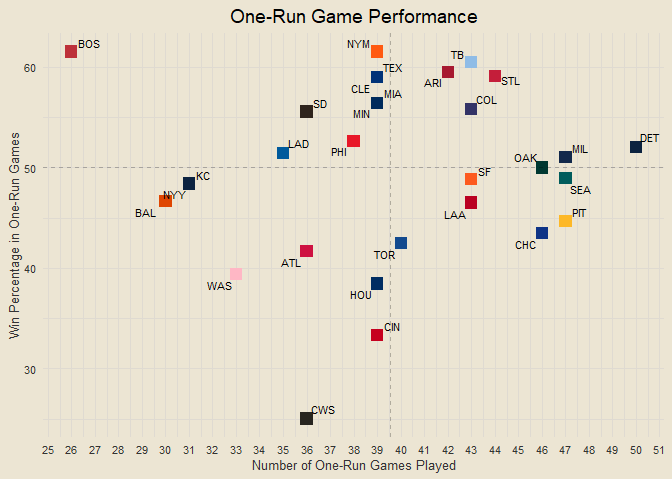 One-Run Game Performance
Win Percentage in One-Run Games
60
50
40
30
BOS
NYM
TB
TEX
ARI
STL
CLE
MIA
COL
SD
MIN
DET
LAD
PHI
OAK
MIL
KC
SF
NYY
SEA
BAL
LAA
PIT
CHC
TOR
ATL
WAS
HOU
CIN
CWS
25 26 27 28 29 30 31 32 33 34 35 36 37 38 39 40 41 42 43 44 45 46 47 48 49 50 51
Number of One-Run Games Played